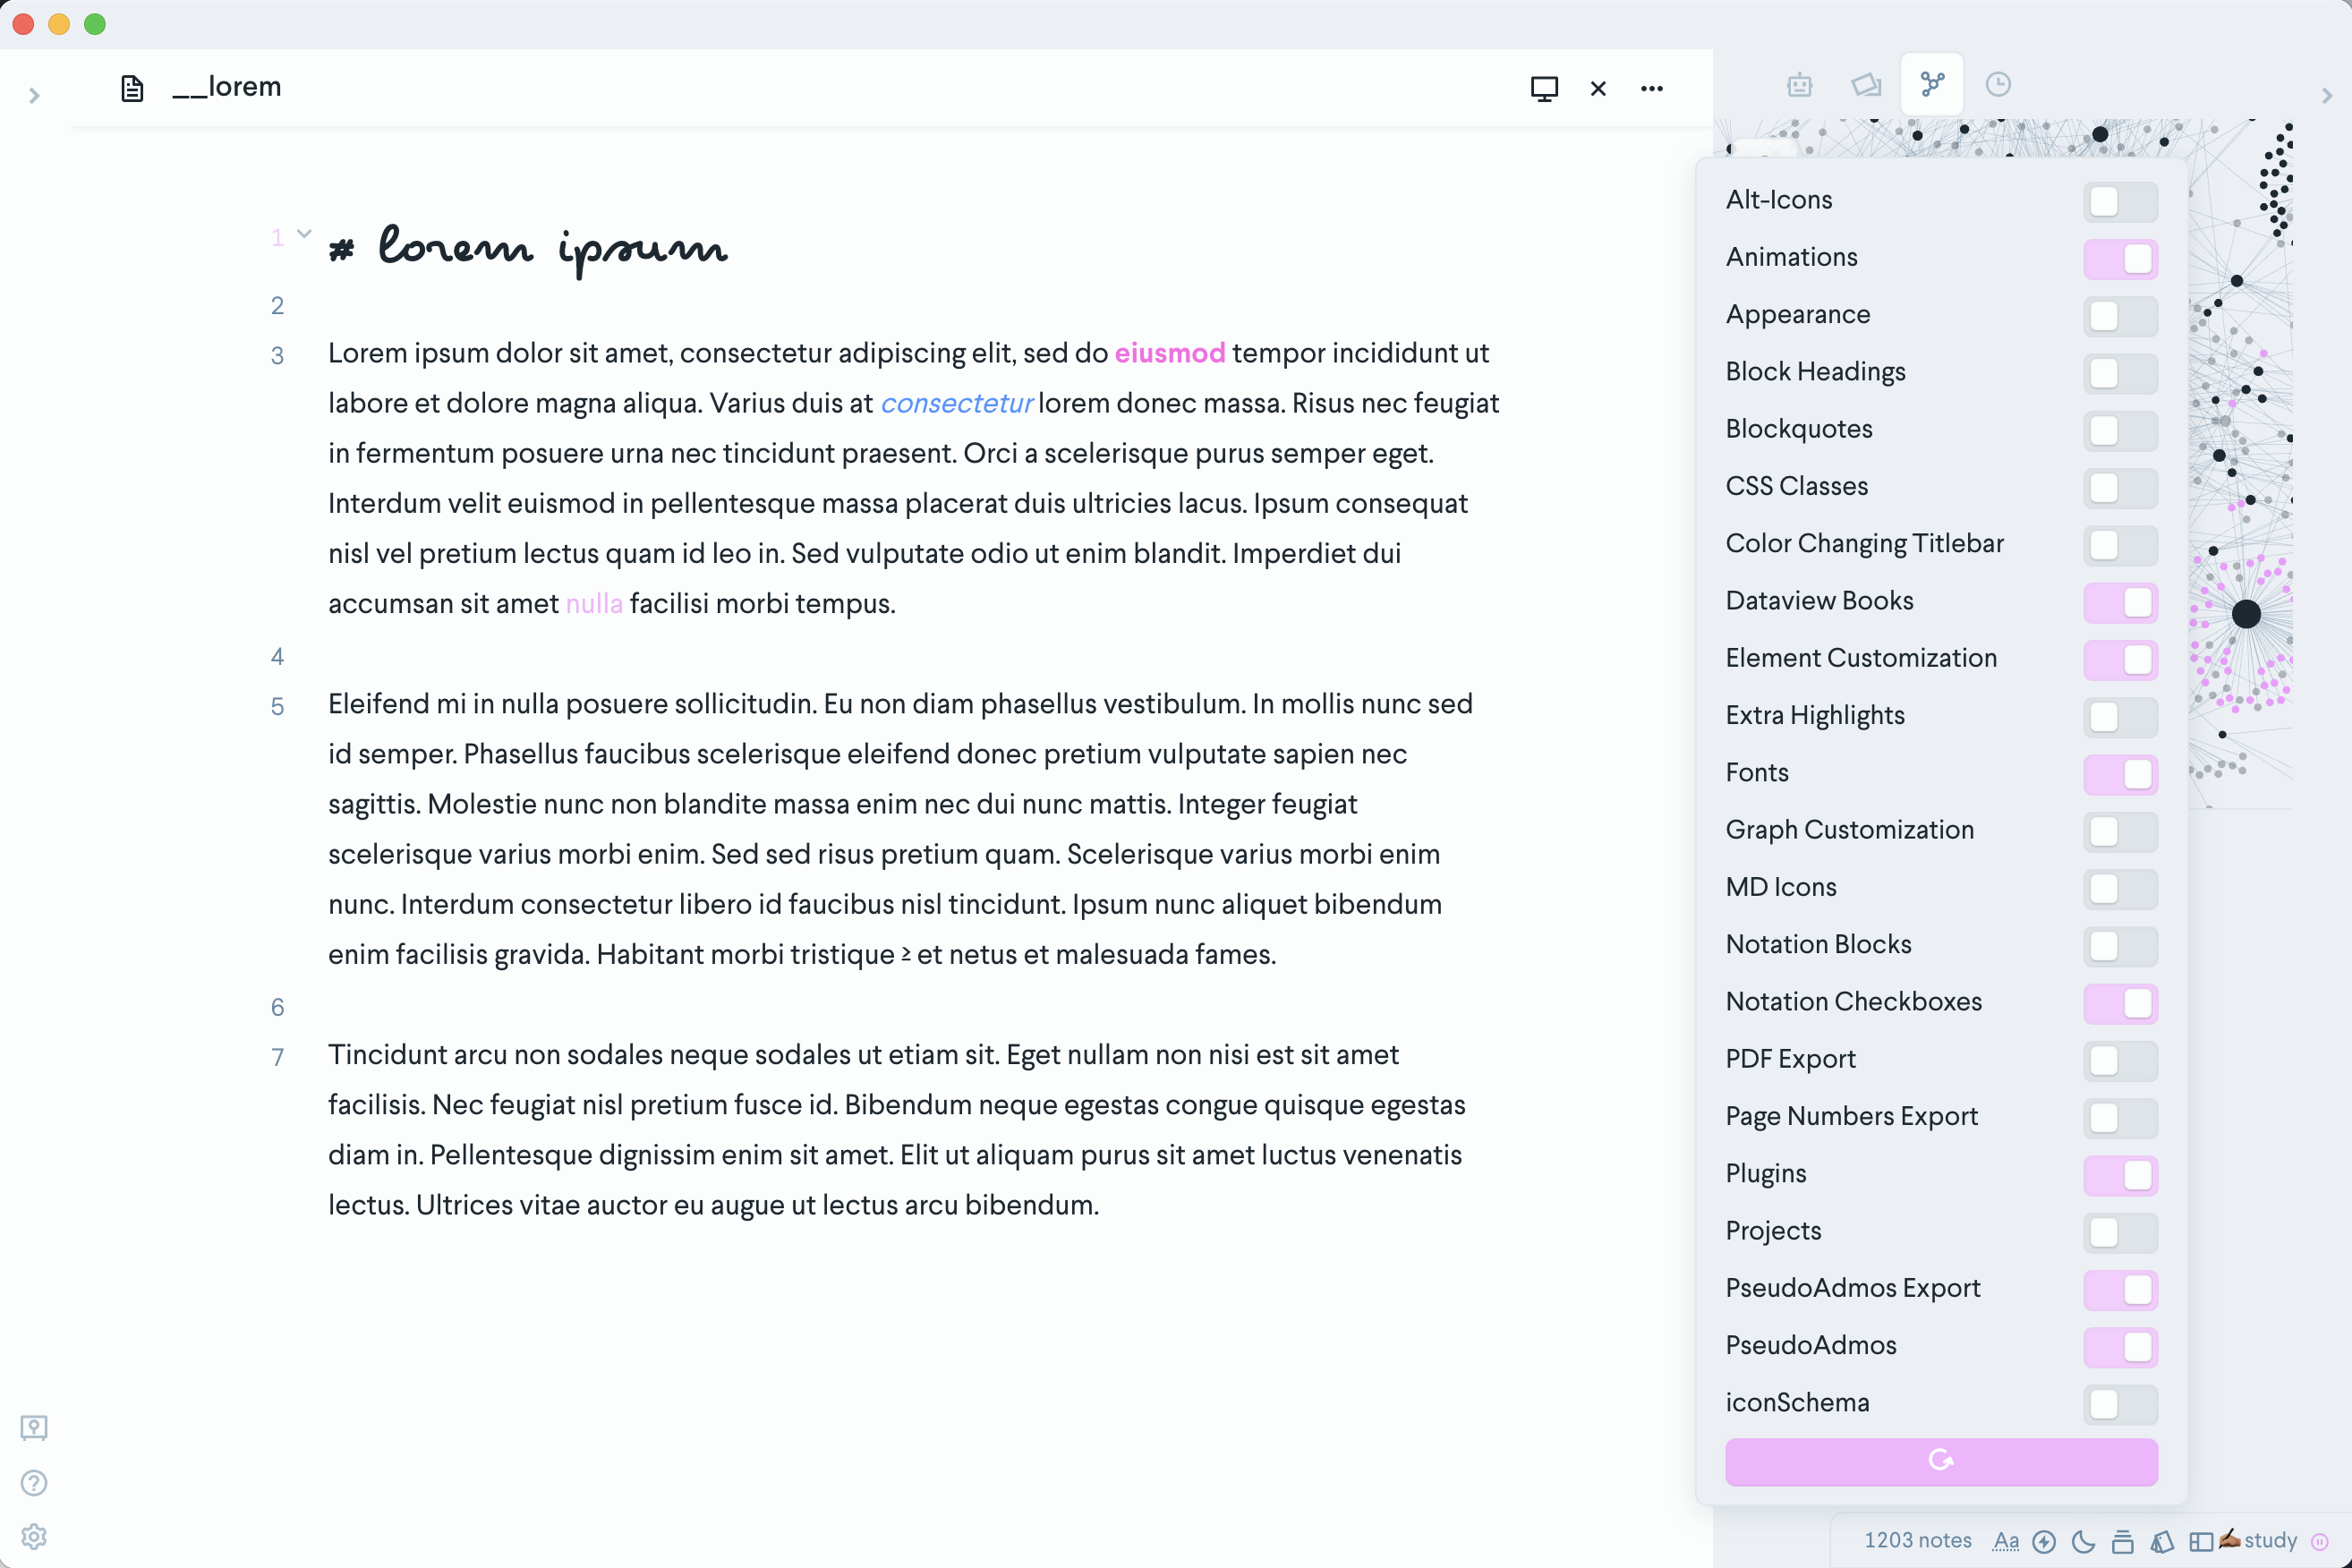 __lorem
1 # lorem ipsum
2
3 Lorem ipsum dolor sit amet, consectetur adipiscing elit, sed do eiusmod tempor incididunt ut
labore et dolore magna aliqua. Varius duis at consectetur lorem donec massa. Risus nec feugiat
in fermentum posuere urna nec tincidunt praesent. Orci a scelerisque purus semper eget.
Interdum velit euismod in pellentesque massa placerat duis ultricies lacus. Ipsum consequat
nisl vel pretium lectus quam id leo in. Sed vulputate odio ut enim blandit. Imperdiet dui
accumsan sit amet nulla facilisi morbi tempus.
4
5 Eleifend mi in nulla posuere sollicitudin. Eu non diam phasellus vestibulum. In mollis nunc sed
id semper. Phasellus faucibus scelerisque eleifend donec pretium vulputate sapien nec
sagittis. Molestie nunc non blandite massa enim nec dui nunc mattis. Integer feugiat
scelerisque varius morbi enim. Sed sed risus pretium quam. Scelerisque varius morbi enim
nunc. Interdum consectetur libero id faucibus nisl tincidunt. Ipsum nunc aliquet bibendum
enim facilisis gravida. Habitant morbi tristique ≥ et netus et malesuada fames.
6
7 Tincidunt arcu non sodales neque sodales ut etiam sit. Eget nullam non nisi est sit amet
facilisis. Nec feugiat nisl pretium fusce id. Bibendum neque egestas congue quisque egestas
diam in. Pellentesque dignissim enim sit amet. Elit ut aliquam purus sit amet luctus venenatis
lectus. Ultrices vitae auctor eu augue ut lectus arcu bibendum.
Alt-Icons
Animations
Appearance
Block Headings
Blockquotes
CSS Classes
Color Changing Titlebar
Dataview Books
Element Customization
Extra Highlights
Fonts
Graph Customization
MD Icons
Notation Blocks
Notation Checkboxes
PDF Export
Page Numbers Export
Plugins
Projects
PseudoAdmos Export
PseudoAdmos
iconSchema
1203 notes Aa ✍🏾study